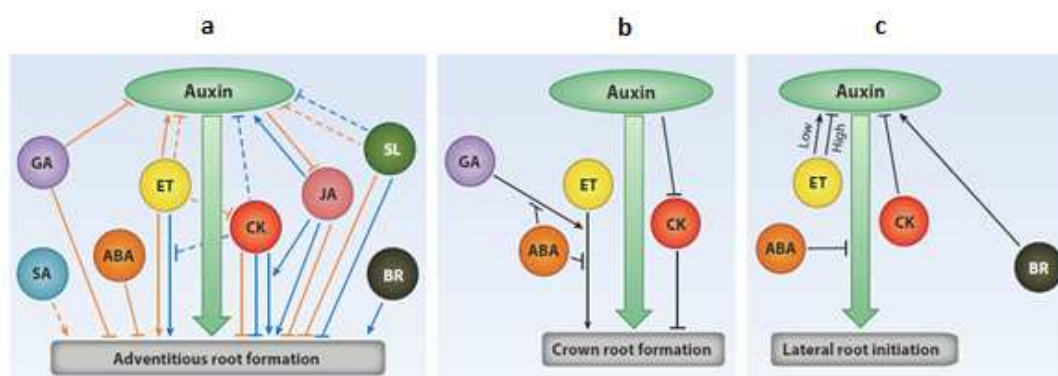 a
Auxin
GA
ET
SL
JA
CK
ABA
SA
BR
Adventitious root formation
b
Auxin
GA
ET
CK
ABA
Crown root formation
c
Auxin
Low
High
ET
CK
ABA
BR
Lateral root initiation